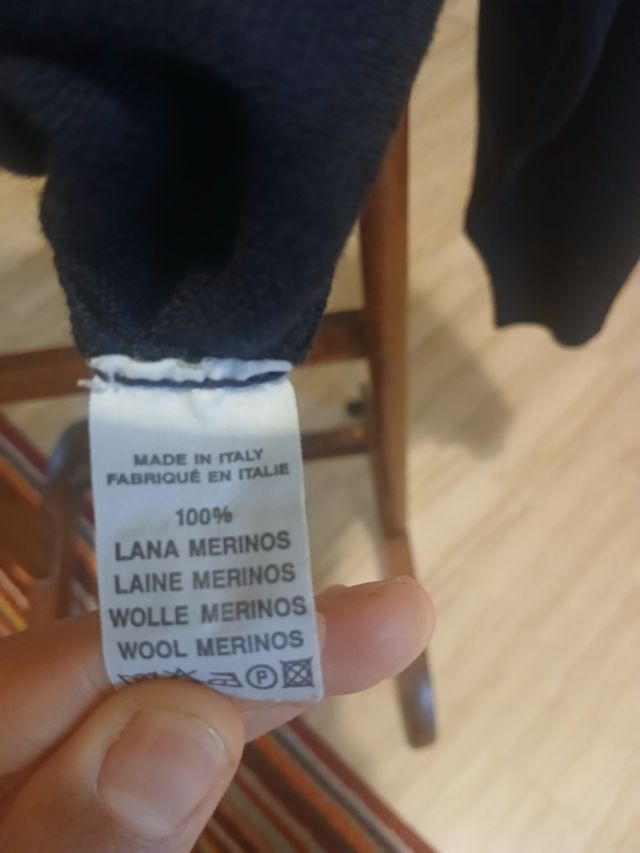 MADE IN ITALY
FABRIQUÉ EN ITALIE
100%
LANA MERINOS
LAINE MERINOS
WOLLE MERINOS
WOOL MERINOS
P